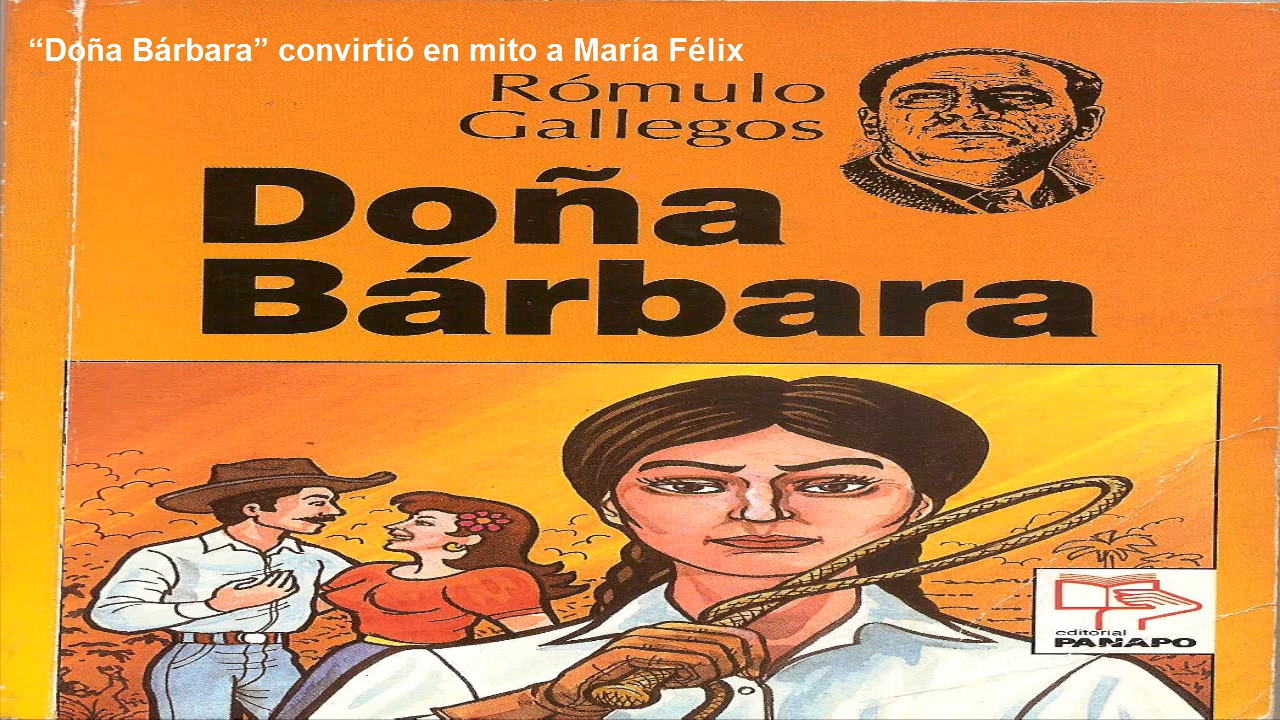 “Doña Bárbara” convirtió en mito a María Félix
Rómulo
Gallegos
Doña
Bárbara
editorial
PANAPO